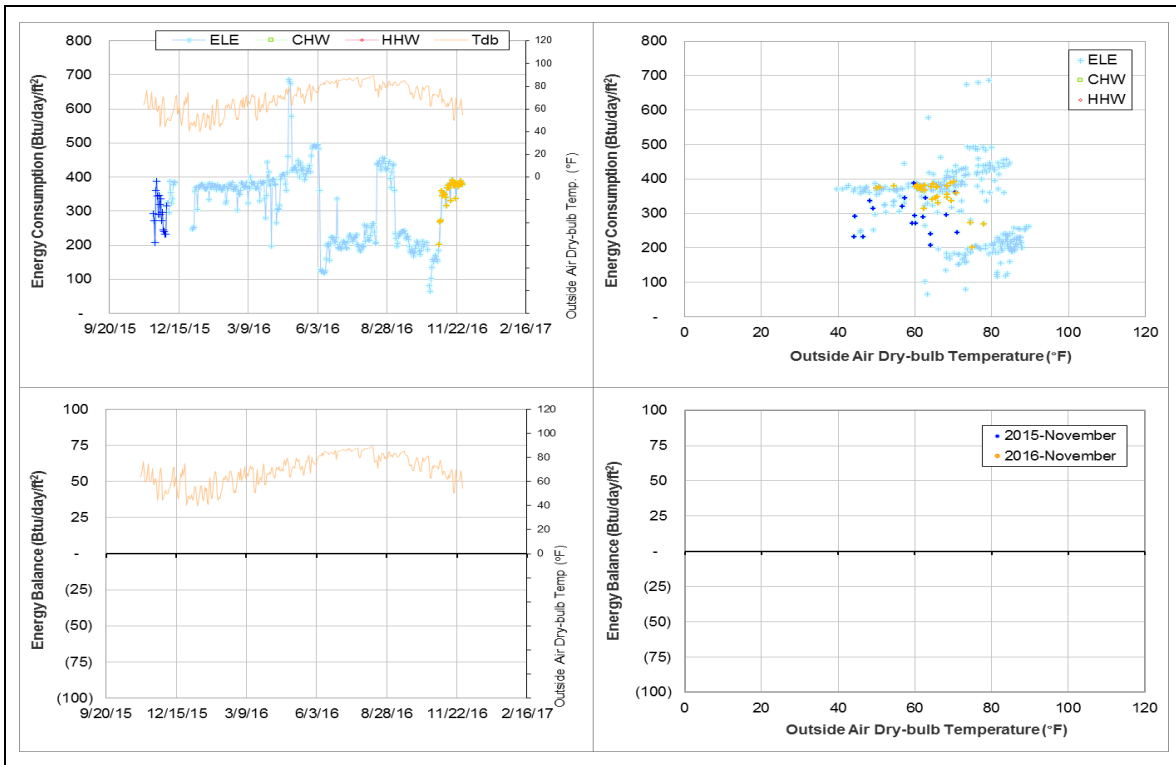 ELE CHW HHW Tdb
Energy Consumption (Btu/day/ft²)
800
700
600
500
400
300
200
100
-
120
100
80
60
40
20
0
Outside Air Dry-bulb Temp. (°F)
9/20/15 12/15/15 3/9/16 6/3/16 8/28/16 11/22/16 2/16/17
Energy Consumption (Btu/day/ft²)
800
700
600
500
400
300
200
100
-
ELE
CHW
HHW
0 20 40 60 80 100 120
Outside Air Dry-bulb Temperature (°F)
Energy Balance (Btu/day/ft²)
100
75
50
25
-
(25)
(50)
(75)
(100)
120
100
80
60
40
20
0
Outside Air Dry-bulb Temp (°F)
9/20/15 12/15/15 3/9/16 6/3/16 8/28/16 11/22/16 2/16/17
Energy Balance (Btu/day/ft²)
100
75
50
25
-
(25)
(50)
(75)
(100)
2015-November
2016-November
0 20 40 60 80 100 120
Outside Air Dry-bulb Temperature (°F)